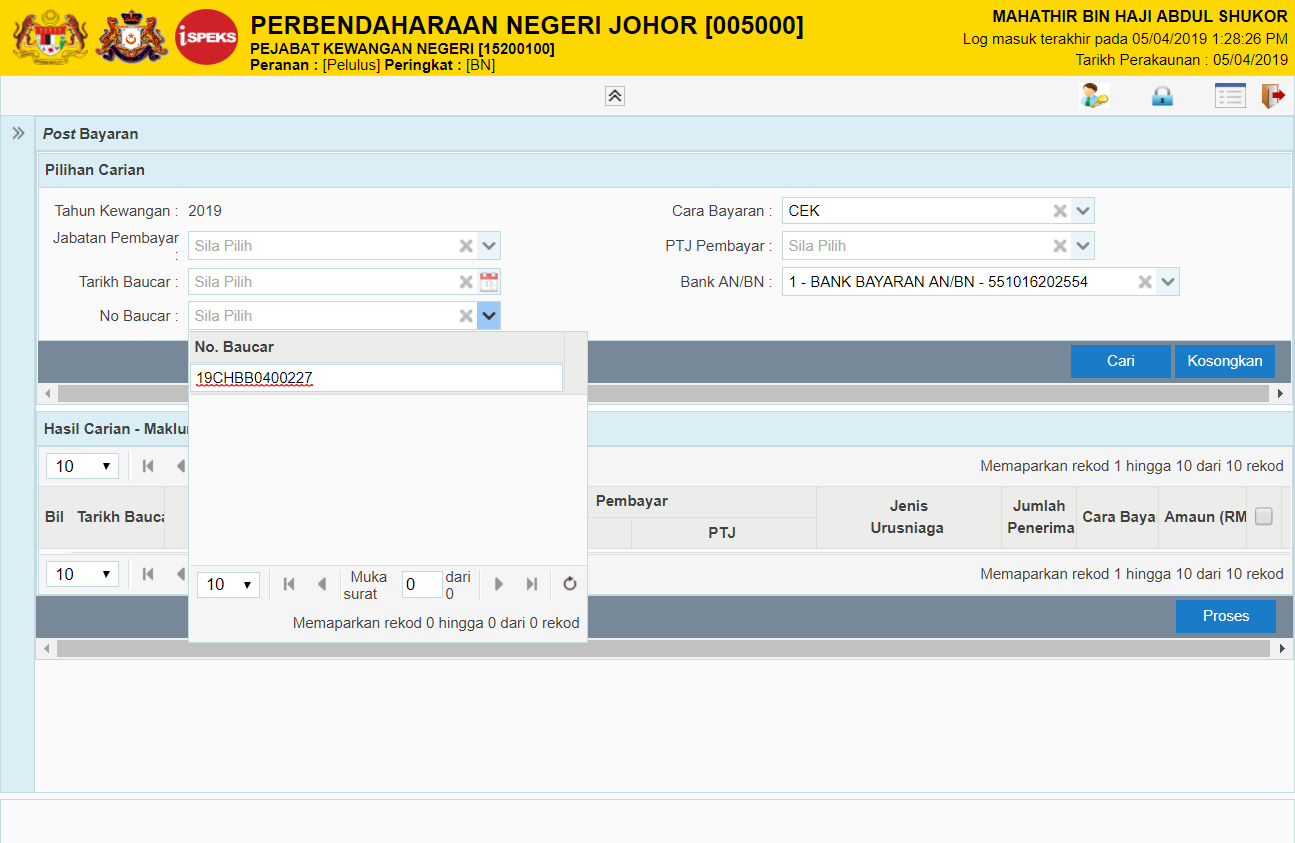 iSPEKS
PERBENDAHARAAN NEGERI JOHOR [005000]
PEJABAT KEWANGAN NEGERI [15200100]
Peranan : [Pelulus] Peringkat : [BN]
MAHATHIR BIN HAJI ABDUL SHUKOR
Log masuk terakhir pada 05/04/2019 1:28:26 PM
Tarikh Perakaunan : 05/04/2019
Post Bayaran
Pilihan Carian
Tahun Kewangan : 2019
Cara Bayaran : CEK
Jabatan Pembayar : Sila Pilih
PTJ Pembayar : Sila Pilih
Tarikh Baucar : Sila Pilih
Bank AN/BN : 1 - BANK BAYARAN AN/BN - 551016202554
No Baucar : Sila Pilih
No. Baucar
19CHBB0400227
Cari Kosongkan
Hasil Carian - Maklu
10
Memaparkan rekod 1 hingga 10 dari 10 rekod
Bil Tarikh Bauca
Pembayar
PTJ
Jenis Urusniaga
Jumlah Penerima
Cara Baya
Amaun (RM
10
Memaparkan rekod 1 hingga 10 dari 10 rekod
10 Muka surat 0 dari 0
Memaparkan rekod 0 hingga 0 dari 0 rekod
Proses